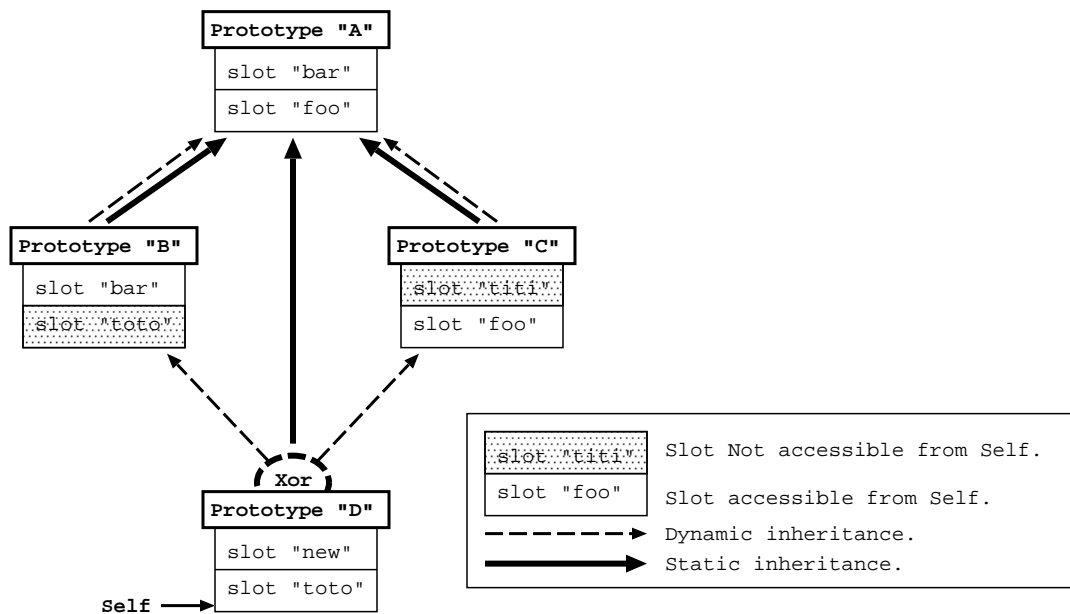 Prototype "A"
slot "bar"
slot "foo"
Prototype "B"
slot "bar"
slot "toto"
Prototype "C"
slot "titi"
slot "foo"
Xor
Prototype "D"
slot "new"
slot "toto"
Self
slot "titi"
Slot Not accessible from Self.
slot "foo"
Slot accessible from Self.
Dynamic inheritance.
Static inheritance.